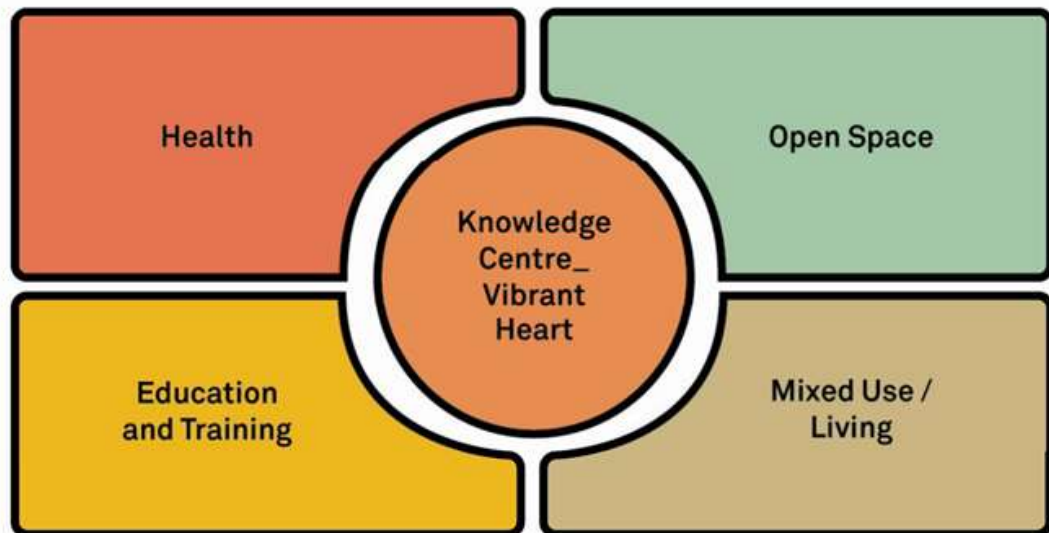 Health
Open Space
Knowledge
Centre_
Vibrant
Heart
Education
and Training
Mixed Use /
Living